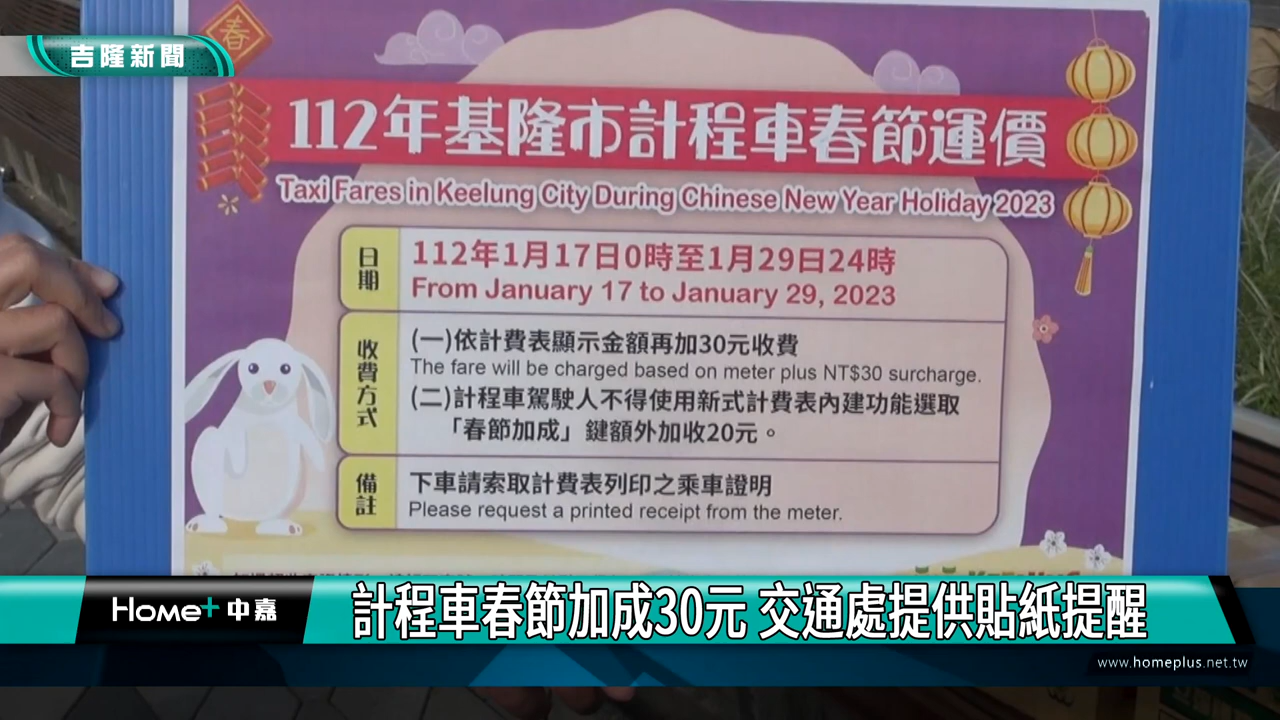 吉隆新聞
春
112年基隆市計程車春節運價
Taxi Fares in Keelung City During Chinese New Year Holiday 2023
日期
112年1月17日0時至1月29日24時
From January 17 to January 29, 2023
收費方式
(一)依計費表顯示金額再加30元收費
The fare will be charged based on meter plus NT$30 surcharge.
(二)計程車駕駛人不得使用新式計費表內建功能選取
「春節加成」鍵額外加收20元。
備註
下車請索取計費表列印之乘車證明
Please request a printed receipt from the meter.
Home+中嘉
計程車春節加成30元 交通處提供貼紙提醒
www.homeplus.net.tw